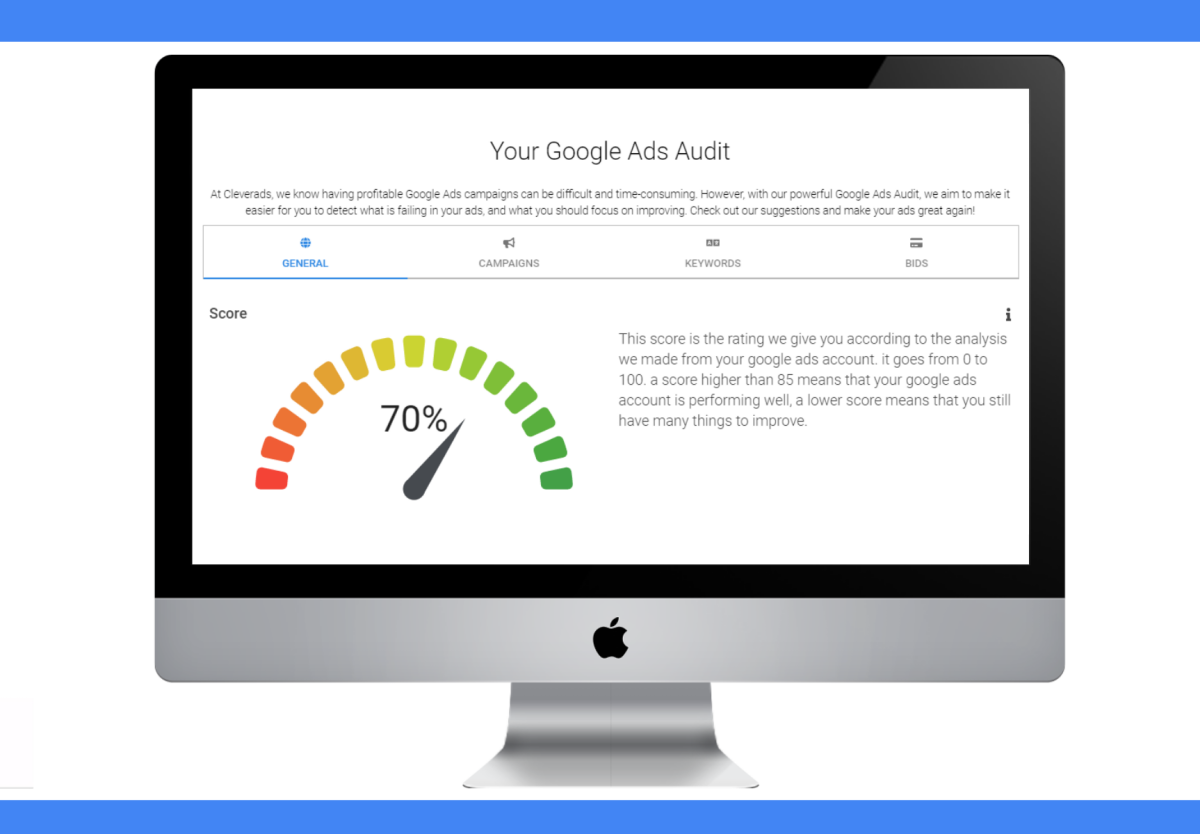 Your Google Ads Audit
At Cleverads, we know having profitable Google Ads campaigns can be difficult and time-consuming. However, with our powerful Google Ads Audit, we aim to make it
easier for you to detect what is failing in your ads, and what you should focus on improving. Check out our suggestions and make your ads great again!
GENERAL
CAMPAIGNS
KEYWORDS
BIDS
Score
70%
This score is the rating we give you according to the analysis
we made from your google ads account. it goes from 0 to
100. a score higher than 85 means that your google ads
account is performing well, a lower score means that you still
have many things to improve.